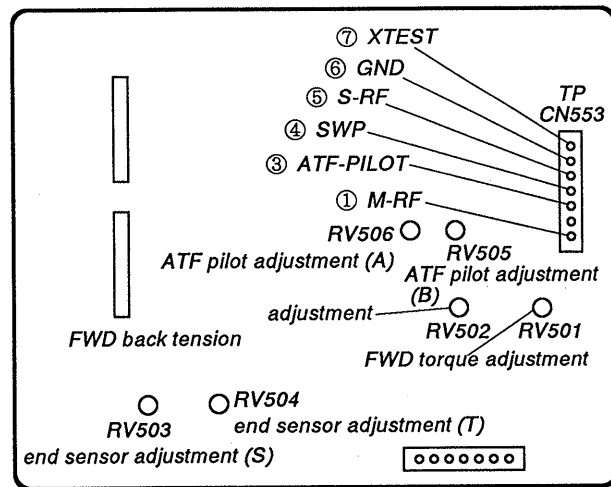 ⑦ XTEST
⑥ GND
TP
CN553
⑤ S-RF
④ SWP
③ ATF-PILOT
① M-RF
RV506
RV505
ATF pilot adjustment (A)
ATF pilot adjustment
(B)
adjustment
RV502
RV501
FWD back tension
FWD torque adjustment
RV504
RV503
end sensor adjustment (T)
end sensor adjustment (S)